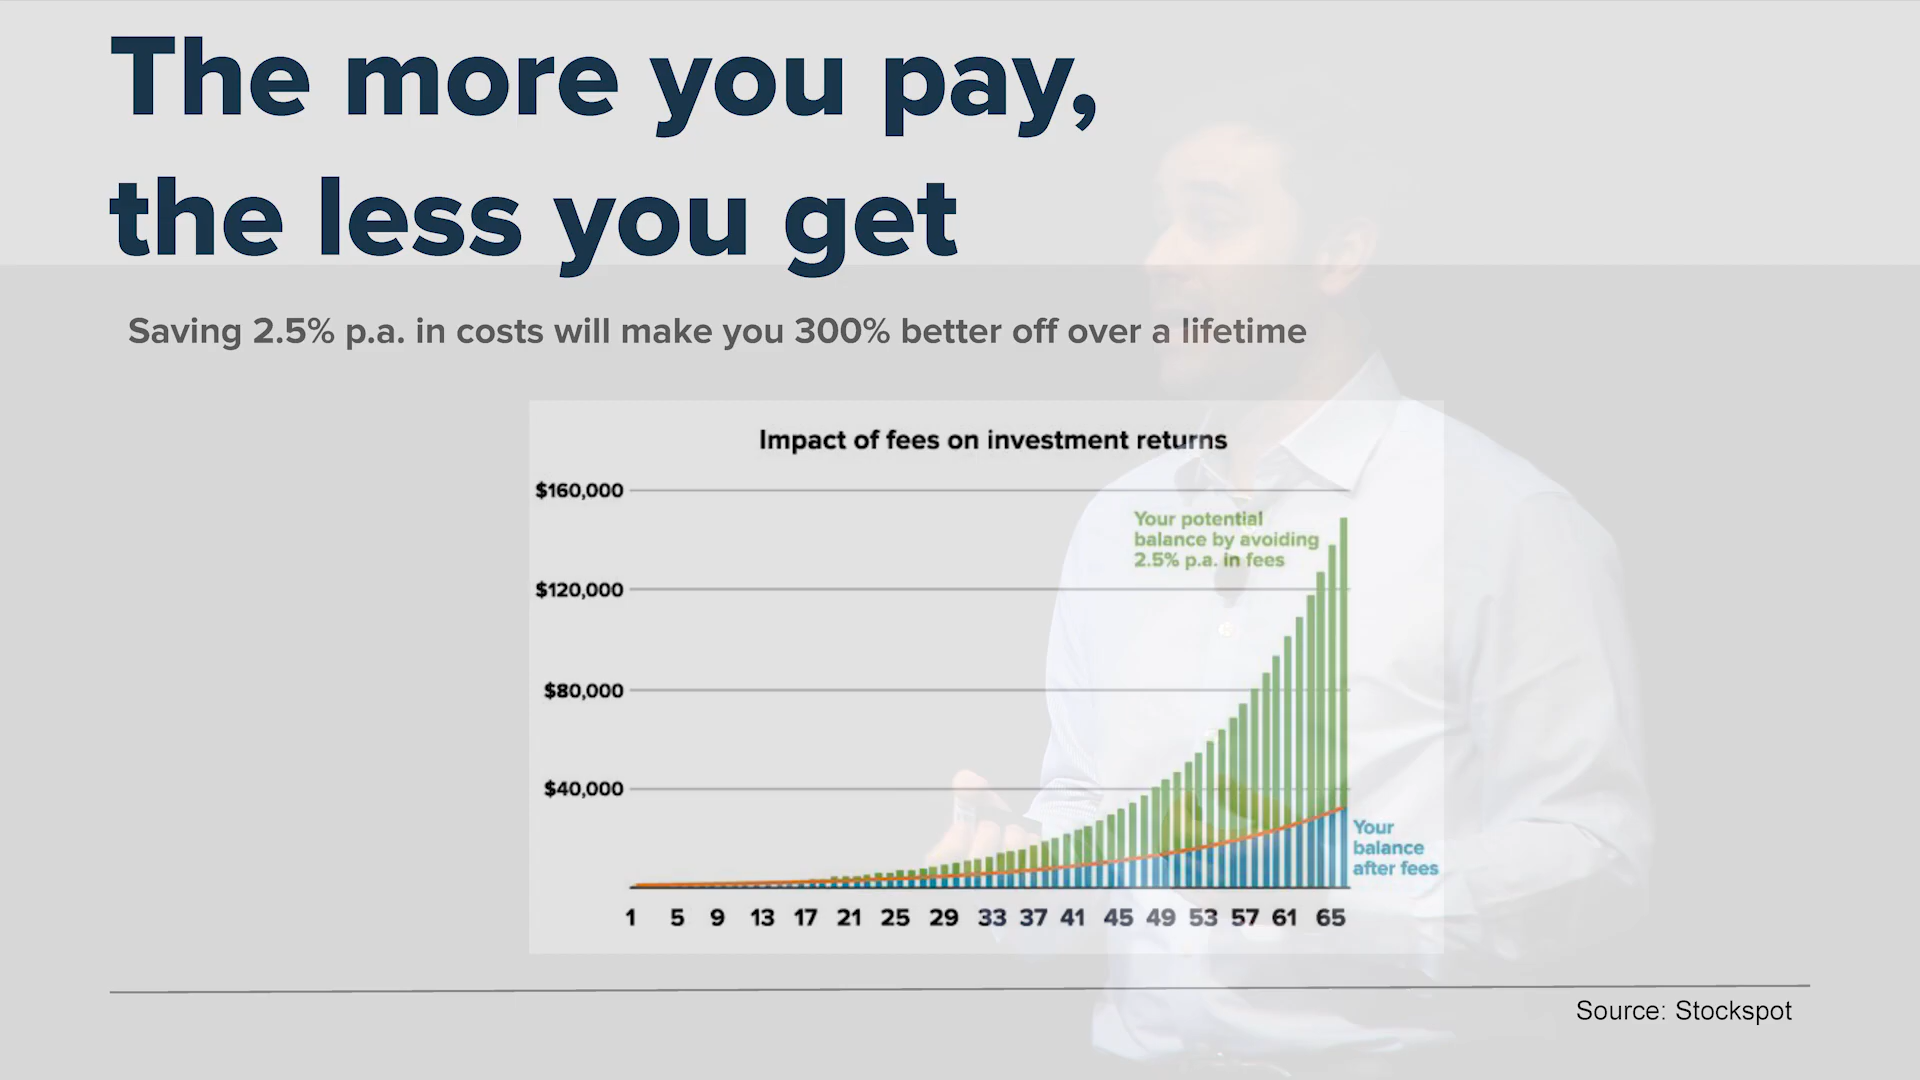 The more you pay,
the less you get
Saving 2.5% p.a. in costs will make you 300% better off over a lifetime
Impact of fees on investment returns
$160,000
Your potential
balance by avoiding
2.5% p.a. in fees
$120,000
$80,000
$40,000
Your
balance
after fees
1 5 9 13 17 21 25 29 33 37 41 45 49 53 57 61 65
Source: Stockspot